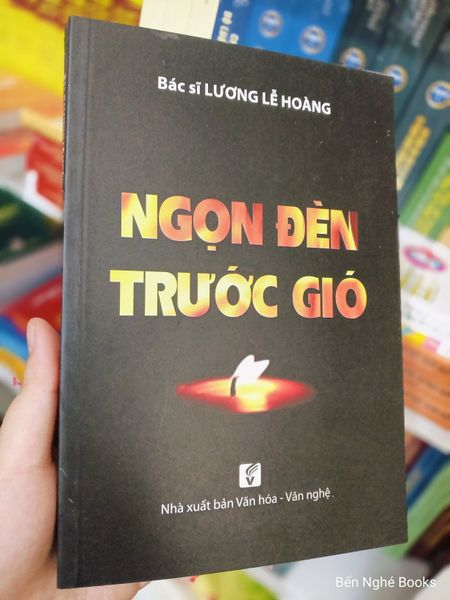 Bác sĩ LƯƠNG LỄ HOÀNG
NGỌN ĐÈN
TRƯỚC GIÓ
Nhà xuất bản Văn hóa - Văn nghệ
Bến Nghé Books